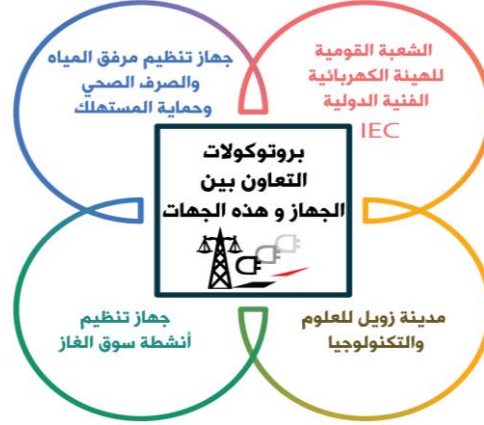 الشعبة القومية
للهيئة الكهربائية
الفنية الدولية
IEC
جهاز تنظيم مرفق المياه
والصرف الصحي
وحماية المستهلك
بروتوكولات
التعاون بين
الجهاز و هذه الجهات
مدينة زويل للعلوم
والتكنولوجيا
جهاز تنظيم
أنشطة سوق الغاز